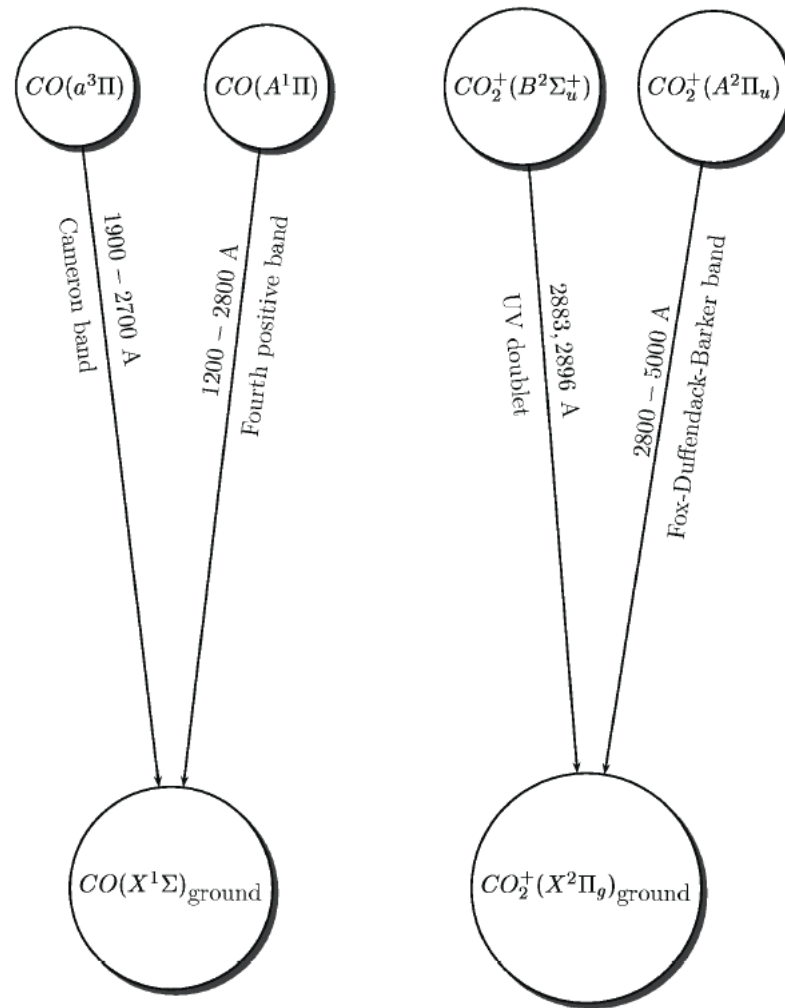 CO(a³Π)
CO(A¹Π)
CO₂⁺(B²Σᵤ⁺)
CO₂⁺(A²Πᵤ)
1900 − 2700 A
Cameron band
1200 − 2800 A
Fourth positive band
2883, 2896 A
UV doublet
2800 − 5000 A
Fox-Duffendack-Barker band
CO(X¹Σ)ground
CO₂⁺(X²Π_g)ground